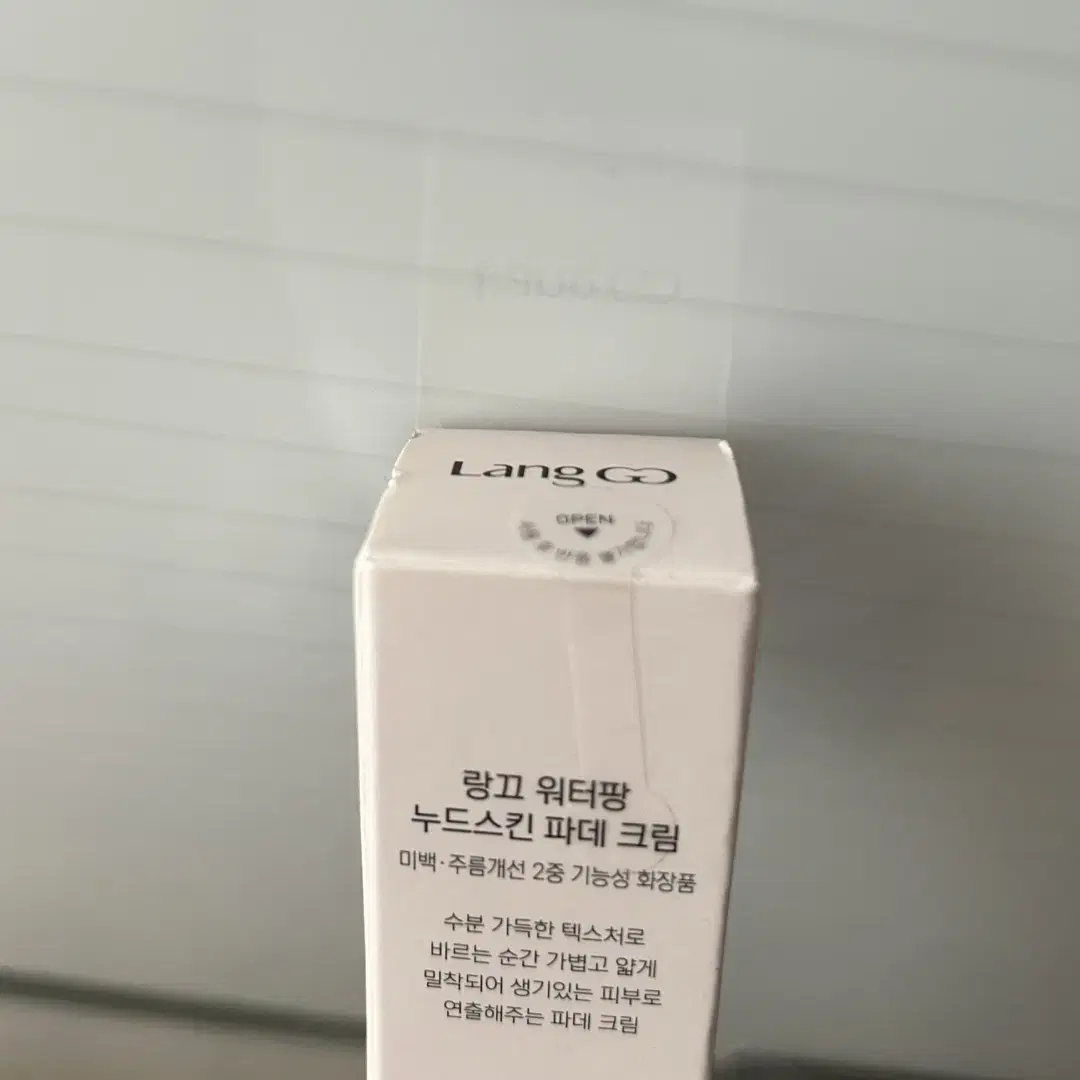 Lang GO
OPEN
랑끄 워터팡
누드스킨 파데 크림
미백·주름개선 2중 기능성 화장품
수분 가득한 텍스처로
바르는 순간 가볍고 얇게
밀착되어 생기있는 피부로
연출해주는 파데 크림